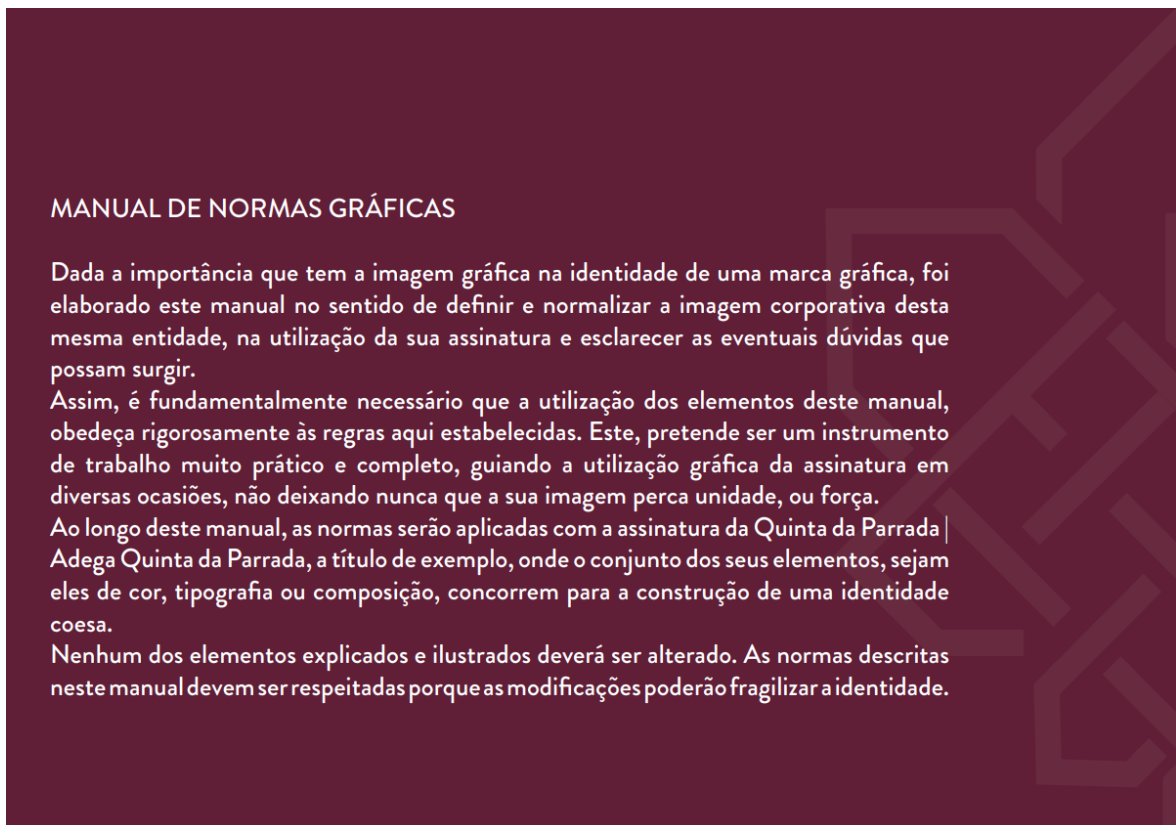 MANUAL DE NORMAS GRÁFICAS
Dada a importância que tem a imagem gráfica na identidade de uma marca gráfica, foi
elaborado este manual no sentido de definir e normalizar a imagem corporativa desta
mesma entidade, na utilização da sua assinatura e esclarecer as eventuais dúvidas que
possam surgir.
Assim, é fundamentalmente necessário que a utilização dos elementos deste manual,
obedeça rigorosamente às regras aqui estabelecidas. Este, pretende ser um instrumento
de trabalho muito prático e completo, guiando a utilização gráfica da assinatura em
diversas ocasiões, não deixando nunca que a sua imagem perca unidade, ou força.
Ao longo deste manual, as normas serão aplicadas com a assinatura da Quinta da Parrada |
Adega Quinta da Parrada, a título de exemplo, onde o conjunto dos seus elementos, sejam
eles de cor, tipografia ou composição, concorrem para a construção de uma identidade
coesa.
Nenhum dos elementos explicados e ilustrados deverá ser alterado. As normas descritas
neste manual devem ser respeitadas porque as modificações poderão fragilizar a identidade.